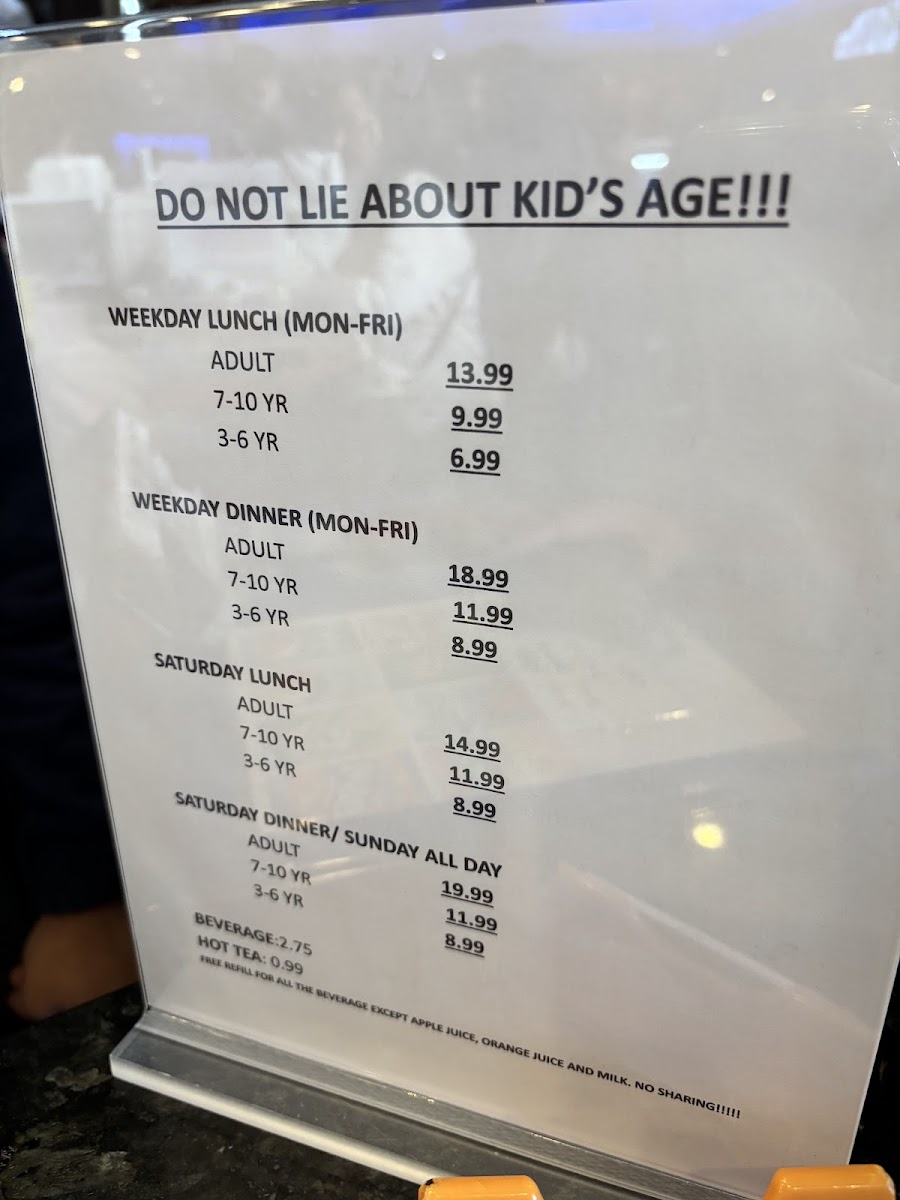 DO NOT LIE ABOUT KID'S AGE!!!
WEEKDAY LUNCH (MON-FRI)
ADULT 13.99
7-10 YR 9.99
3-6 YR 6.99
WEEKDAY DINNER (MON-FRI)
ADULT 18.99
7-10 YR 11.99
3-6 YR 8.99
SATURDAY LUNCH
ADULT 14.99
7-10 YR 11.99
3-6 YR 8.99
SATURDAY DINNER/ SUNDAY ALL DAY
ADULT 19.99
7-10 YR 11.99
3-6 YR 8.99
BEVERAGE:2.75
HOT TEA: 0.99
FREE REFILL FOR ALL THE BEVERAGE EXCEPT APPLE JUICE, ORANGE JUICE AND MILK. NO SHARING!!!!!